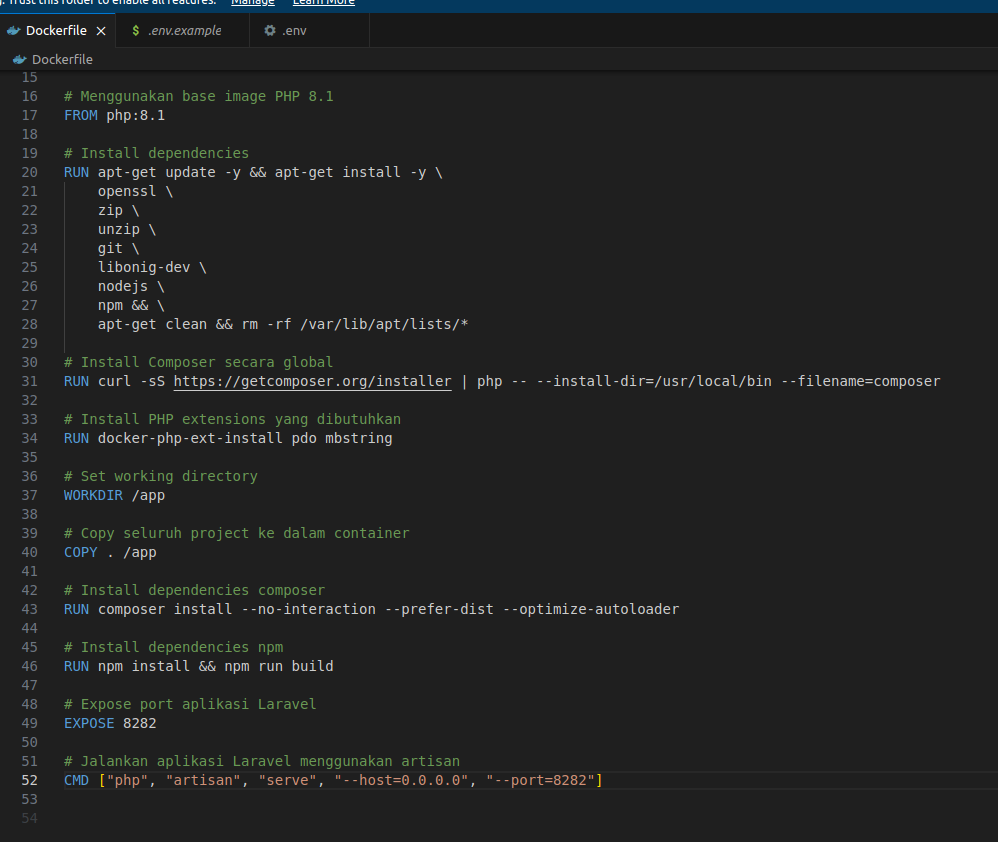 g. Trust this folder to enable all features. Manage Learn More
Dockerfile
$ .env.example
.env
Dockerfile
15
16 # Menggunakan base image PHP 8.1
17 FROM php:8.1
18
19 # Install dependencies
20 RUN apt-get update -y && apt-get install -y \
21 openssl \
22 zip \
23 unzip \
24 git \
25 libonig-dev \
26 nodejs \
27 npm && \
28 apt-get clean && rm -rf /var/lib/apt/lists/*
29
30 # Install Composer secara global
31 RUN curl -sS https://getcomposer.org/installer | php -- --install-dir=/usr/local/bin --filename=composer
32
33 # Install PHP extensions yang dibutuhkan
34 RUN docker-php-ext-install pdo mbstring
35
36 # Set working directory
37 WORKDIR /app
38
39 # Copy seluruh project ke dalam container
40 COPY . /app
41
42 # Install dependencies composer
43 RUN composer install --no-interaction --prefer-dist --optimize-autoloader
44
45 # Install dependencies npm
46 RUN npm install && npm run build
47
48 # Expose port aplikasi Laravel
49 EXPOSE 8282
50
51 # Jalankan aplikasi Laravel menggunakan artisan
52 CMD ["php", "artisan", "serve", "--host=0.0.0.0", "--port=8282"]
53
54